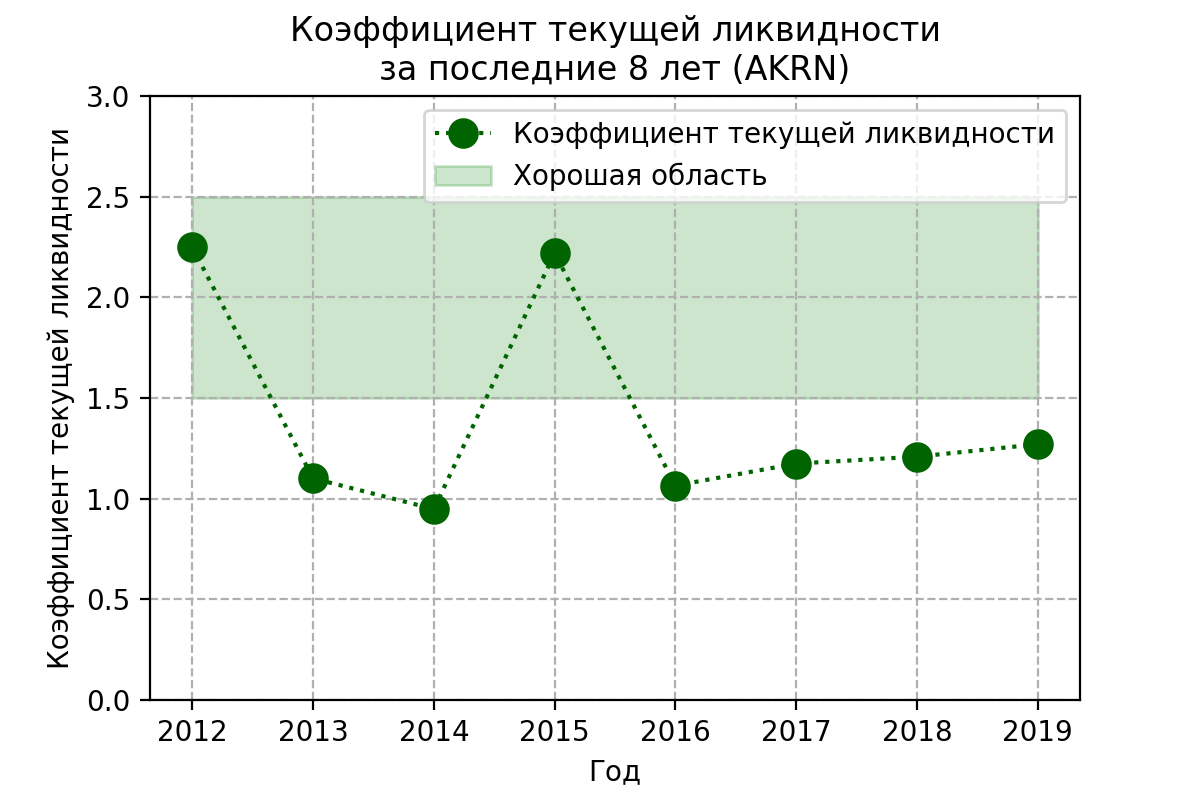 Коэффициент текущей ликвидности
за последние 8 лет (AKRN)
Коэффициент текущей ликвидности
Хорошая область
Коэффициент текущей ликвидности
3.0
2.5
2.0
1.5
1.0
0.5
0.0
2012 2013 2014 2015 2016 2017 2018 2019
Год